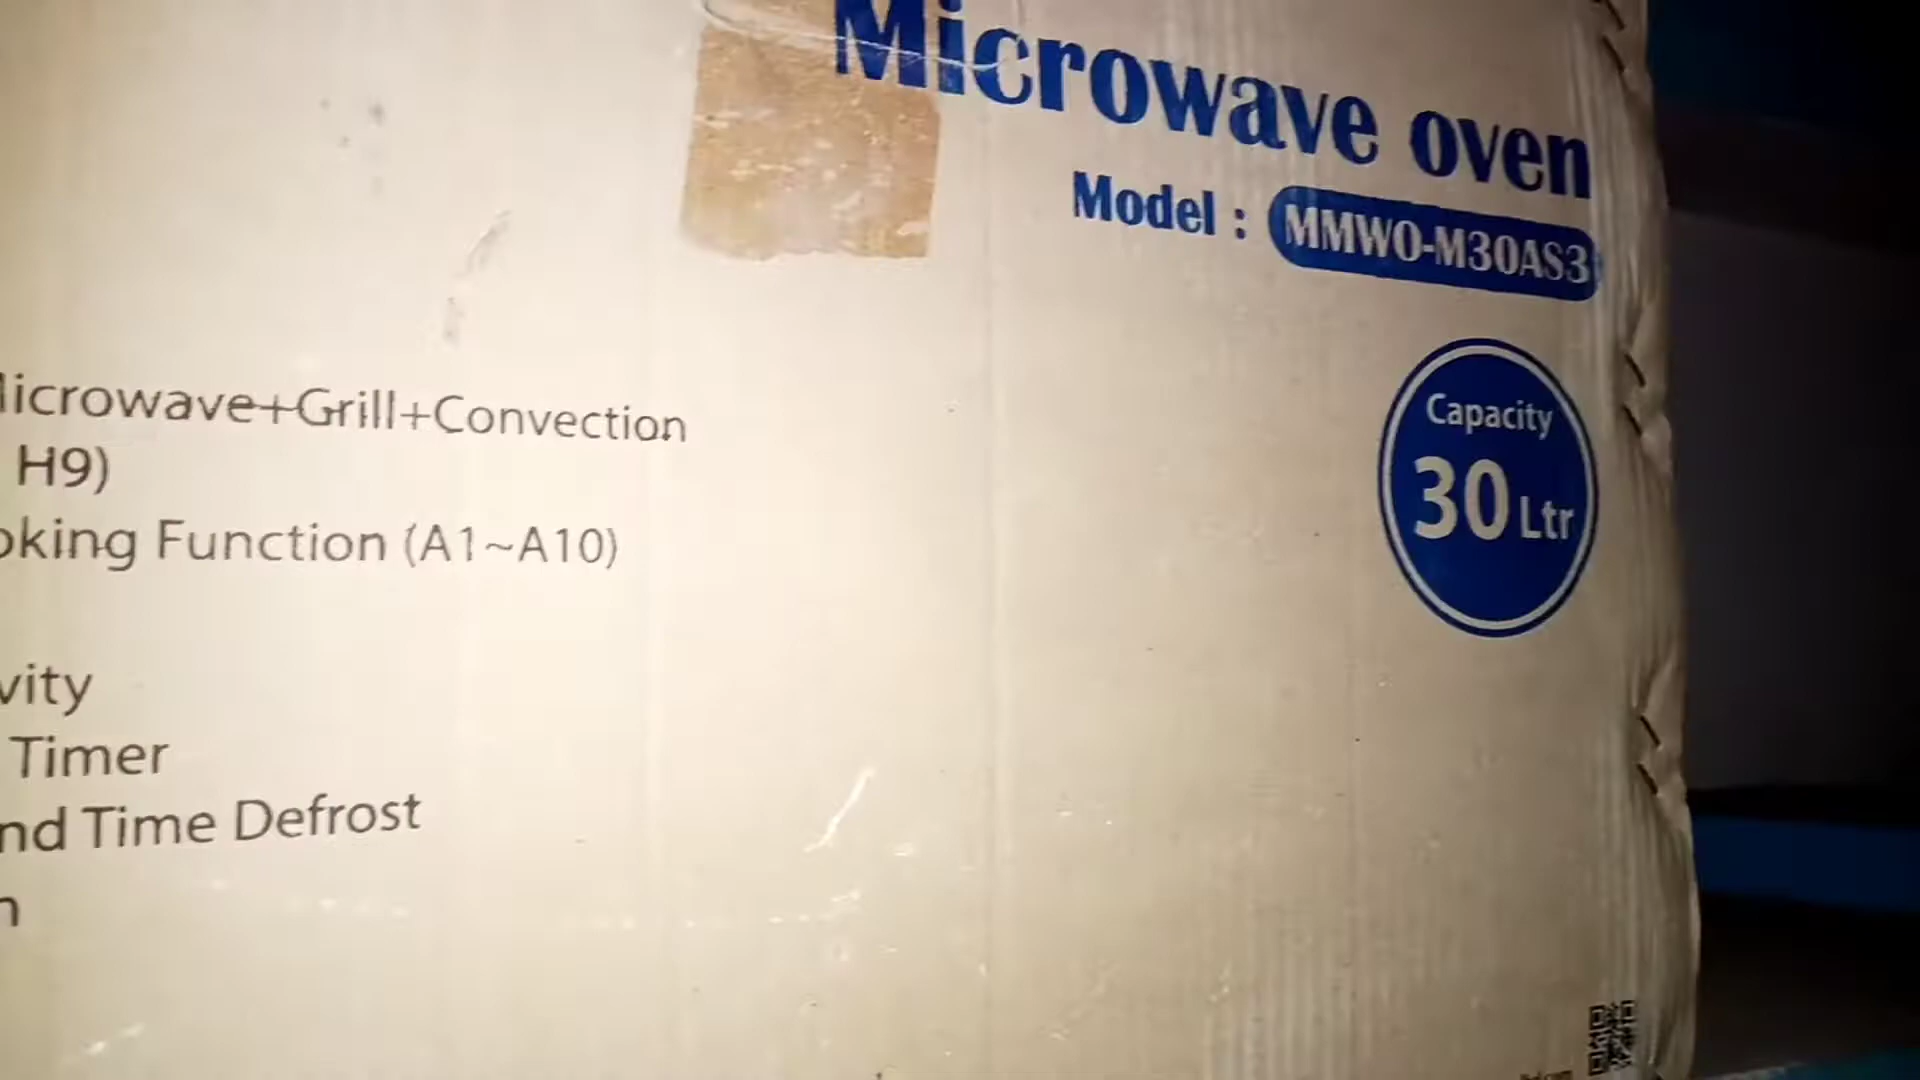 Microwave oven
Model : MMWO-M30AS3
Capacity
30 Ltr
icrowave+Grill+Convection
H9)
oking Function (A1~A10)
vity
Timer
nd Time Defrost
n